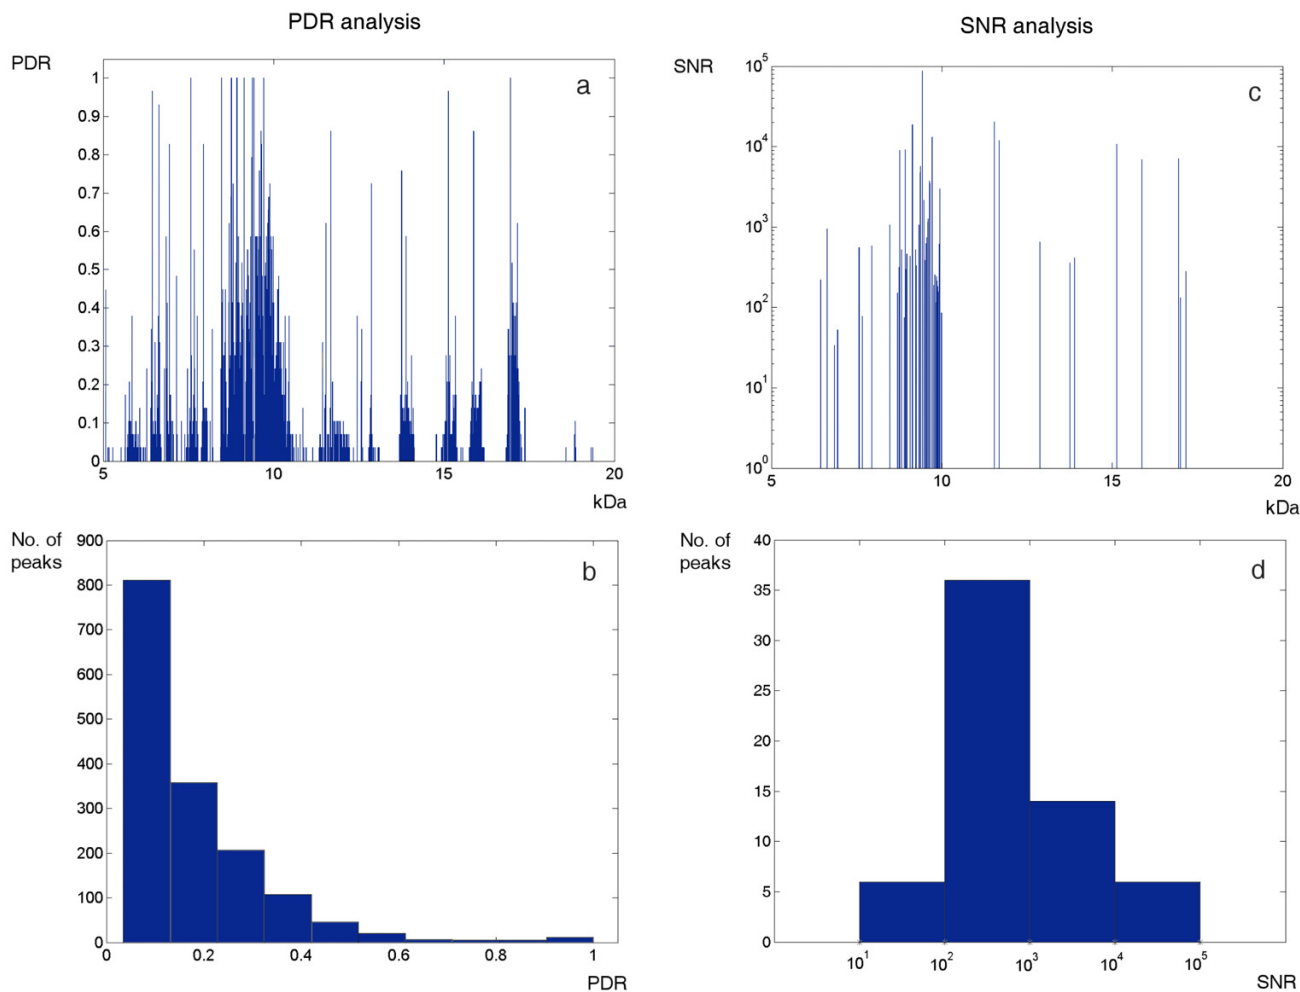 PDR analysis
SNR analysis
PDR
a
1
0.9
0.8
0.7
0.6
0.5
0.4
0.3
0.2
0.1
0
5 10 15 20
kDa
SNR
c
10^5
10^4
10^3
10^2
10^1
10^0
5 10 15 20
kDa
No. of
peaks
b
900
800
700
600
500
400
300
200
100
0
0 0.2 0.4 0.6 0.8 1
PDR
No. of
peaks
d
40
35
30
25
20
15
10
5
0
10^1 10^2 10^3 10^4 10^5
SNR